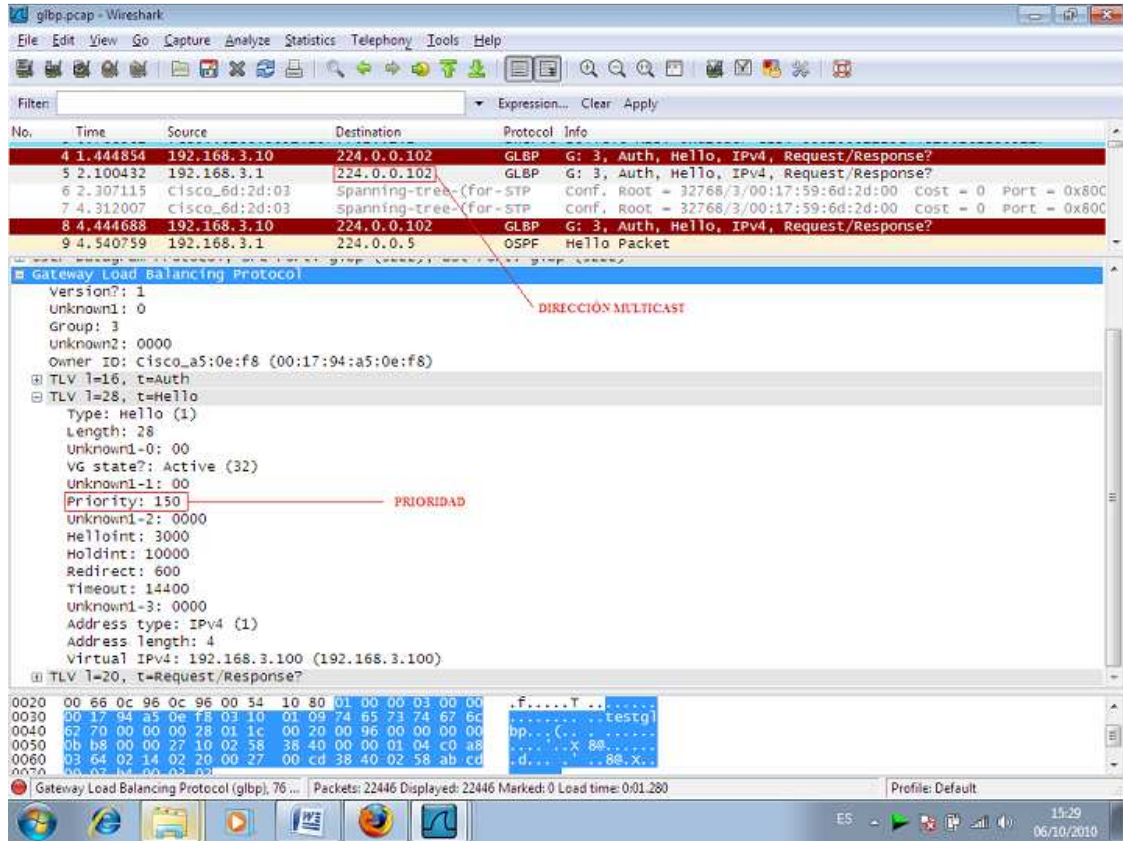 glbp.pcap - Wireshark
File Edit View Go Capture Analyze Statistics Telephony Tools Help
Filter: Expression... Clear Apply
No. Time Source Destination Protocol Info
4 1.444854 192.168.3.10 224.0.0.102 GLBP G: 3, Auth, Hello, IPv4, Request/Response?
5 2.100432 192.168.3.1 224.0.0.102 GLBP G: 3, Auth, Hello, IPv4, Request/Response?
6 2.307115 Cisco_6d:2d:03 Spanning-tree-(for- STP Conf. Root = 32768/3/00:17:59:6d:2d:00 Cost = 0 Port = 0x800
7 4.312007 Cisco_6d:2d:03 Spanning-tree-(for- STP Conf. Root = 32768/3/00:17:59:6d:2d:00 Cost = 0 Port = 0x800
8 4.444688 192.168.3.10 224.0.0.102 GLBP G: 3, Auth, Hello, IPv4, Request/Response?
9 4.540759 192.168.3.1 224.0.0.5 OSPF Hello Packet
Gateway Load Balancing Protocol
Version?: 1
Unknown1: 0
DIRECCIÓN MULTICAST
Group: 3
Unknown2: 0000
Owner ID: Cisco_a5:0e:f8 (00:17:94:a5:0e:f8)
TLV l=16, t=Auth
TLV l=28, t=Hello
Type: Hello (1)
Length: 28
Unknown1-0: 00
VG state?: Active (32)
Unknown1-1: 00
Priority: 150 PRIORIDAD
Unknown1-2: 0000
Helloint: 3000
Holdint: 10000
Redirect: 600
Timeout: 14400
Unknown1-3: 0000
Address type: IPv4 (1)
Address length: 4
Virtual IPv4: 192.168.3.100 (192.168.3.100)
TLV l=20, t=Request/Response?
0020 00 66 0c 96 0c 96 00 54 10 80 01 00 00 03 00 00 .f.....T ........
0030 00 17 94 a5 0e f8 03 10 01 09 74 65 73 74 67 6c ........ ..testgl
0040 62 70 00 00 00 28 01 1c 00 20 00 96 00 00 00 00 bp...(.. . ......
0050 0b b8 00 00 27 10 02 58 38 40 00 00 01 04 c0 a8 ....'..X 8@......
0060 03 64 02 14 02 20 00 27 00 cd 38 40 02 58 ab cd .d... .' ..8@.X..
Gateway Load Balancing Protocol (glbp), 76 ... Packets: 22446 Displayed: 22446 Marked: 0 Load time: 0:01.280 Profile: Default
ES 15:29
06/10/2010